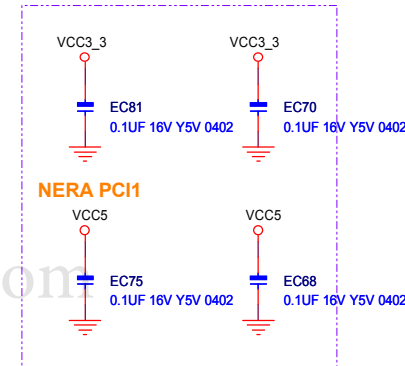 VCC3_3 VCC3_3
EC81 EC70
0.1UF 16V Y5V 0402 0.1UF 16V Y5V 0402
NERA PCI1
VCC5 VCC5
om
EC75 EC68
0.1UF 16V Y5V 0402 0.1UF 16V Y5V 0402